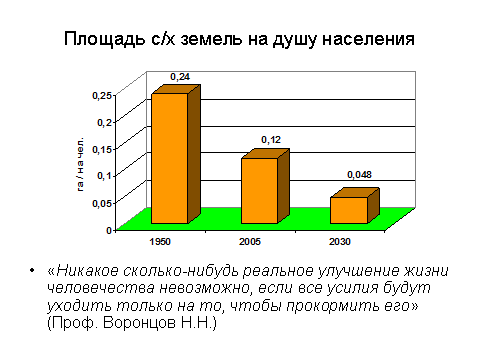 Площадь с/х земель на душу населения
га / на чел.
0,25
0,2
0,15
0,1
0,05
0
0,24
0,12
0,048
1950 2005 2030
• «Никакое сколько-нибудь реальное улучшение жизни
человечества невозможно, если все усилия будут
уходить только на то, чтобы прокормить его»
(Проф. Воронцов Н.Н.)